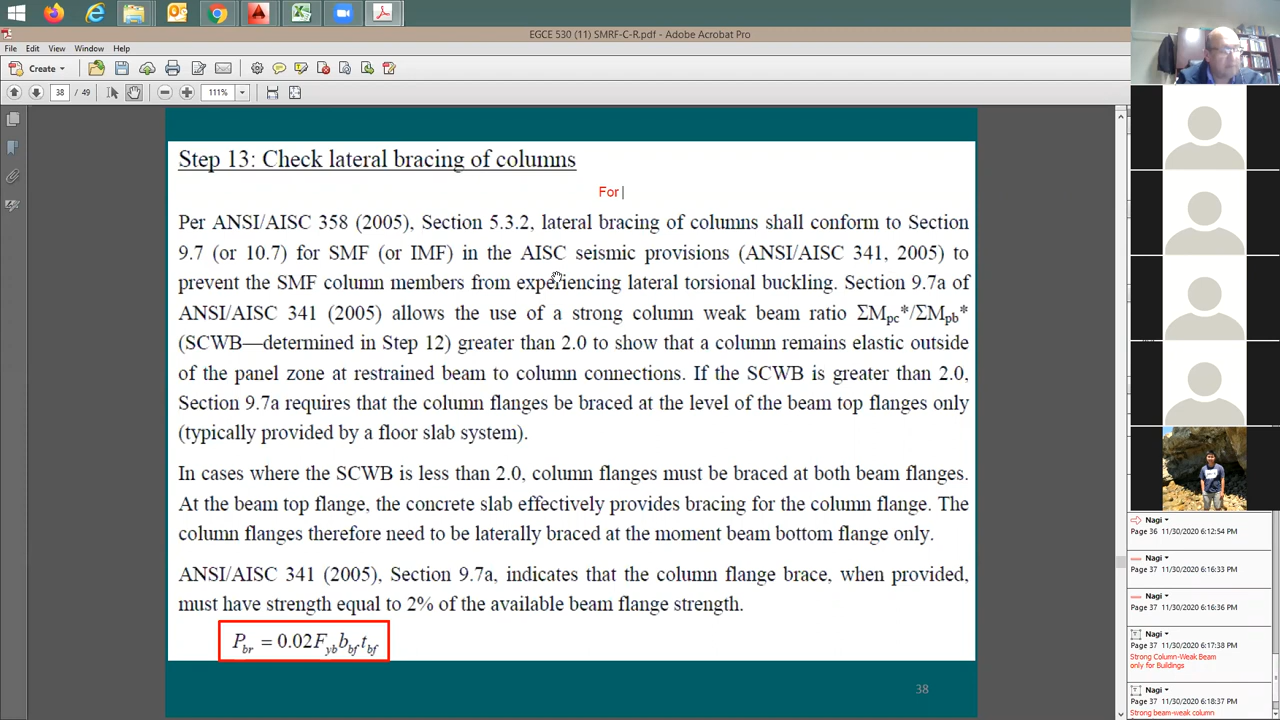 EGCE 530 (11) SMRF-C-R.pdf - Adobe Acrobat Pro
File Edit View Window Help
Create
38 / 49 111%
Step 13: Check lateral bracing of columns
For
Per ANSI/AISC 358 (2005), Section 5.3.2, lateral bracing of columns shall conform to Section
9.7 (or 10.7) for SMF (or IMF) in the AISC seismic provisions (ANSI/AISC 341, 2005) to
prevent the SMF column members from experiencing lateral torsional buckling. Section 9.7a of
ANSI/AISC 341 (2005) allows the use of a strong column weak beam ratio ΣMpc*/ΣMpb*
(SCWB—determined in Step 12) greater than 2.0 to show that a column remains elastic outside
of the panel zone at restrained beam to column connections. If the SCWB is greater than 2.0,
Section 9.7a requires that the column flanges be braced at the level of the beam top flanges only
(typically provided by a floor slab system).
In cases where the SCWB is less than 2.0, column flanges must be braced at both beam flanges.
At the beam top flange, the concrete slab effectively provides bracing for the column flange. The
column flanges therefore need to be laterally braced at the moment beam bottom flange only.
ANSI/AISC 341 (2005), Section 9.7a, indicates that the column flange brace, when provided,
must have strength equal to 2% of the available beam flange strength.
Pbr = 0.02Fyb bbf tbf
38
Nagi
Page 36 11/30/2020 6:12:54 PM
Nagi
Page 37 11/30/2020 6:16:33 PM
Nagi
Page 37 11/30/2020 6:16:36 PM
Nagi
Page 37 11/30/2020 6:17:38 PM
Strong Column-Weak Beam
only for Buildings
Nagi
Page 37 11/30/2020 6:18:37 PM
Strong beam-weak column